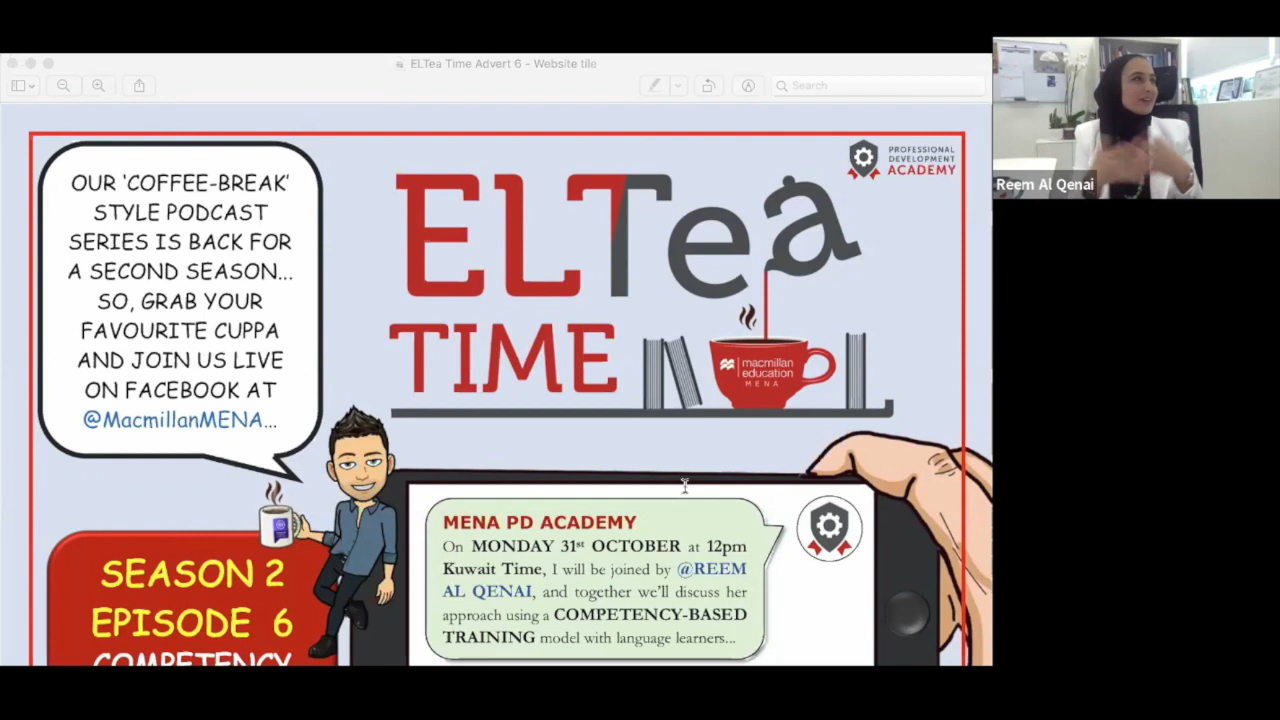 ELTea Time Advert 6 - Website tile
Search
Reem Al Qenai
OUR ‘COFFEE-BREAK’
STYLE PODCAST
SERIES IS BACK FOR
A SECOND SEASON...
SO, GRAB YOUR
FAVOURITE CUPPA
AND JOIN US LIVE
ON FACEBOOK AT
@MacmillanMENA...
PROFESSIONAL
DEVELOPMENT
ACADEMY
ELTea
TIME
macmillan
education
MENA
SEASON 2
EPISODE 6
COMPETENCY
MENA PD ACADEMY
On MONDAY 31st OCTOBER at 12pm
Kuwait Time, I will be joined by @REEM
AL QENAI, and together we’ll discuss her
approach using a COMPETENCY-BASED
TRAINING model with language learners...